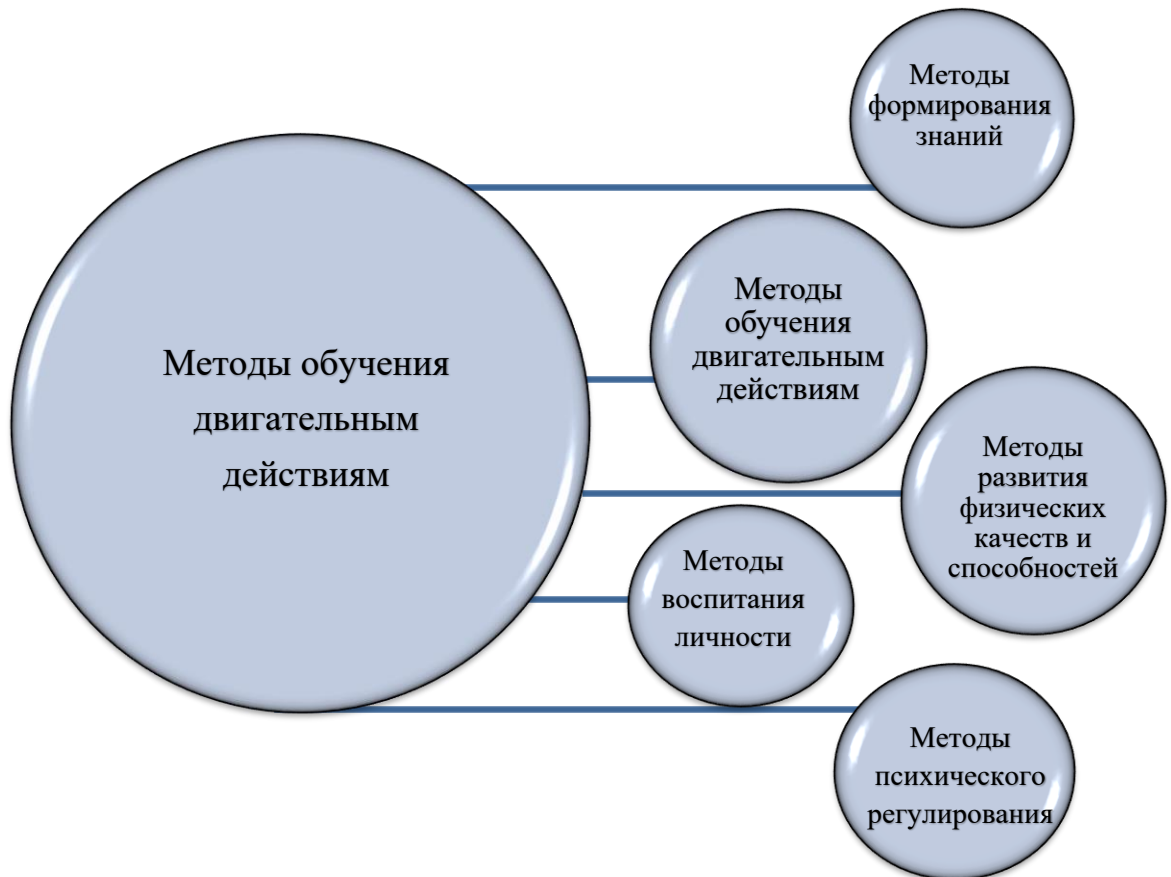 Методы обучения
двигательным
действиям
Методы
формирования
знаний
Методы
обучения
двигательным
действиям
Методы
развития
физических
качеств и
способностей
Методы
воспитания
личности
Методы
психического
регулирования